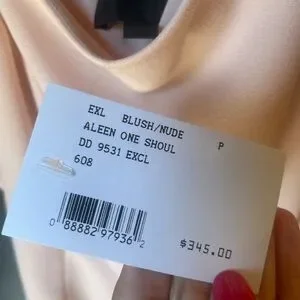 EXL BLUSH/NUDE P
ALEEN ONE SHOUL
DD 9531 EXCL
608
0 88882 97936 2
$345.00